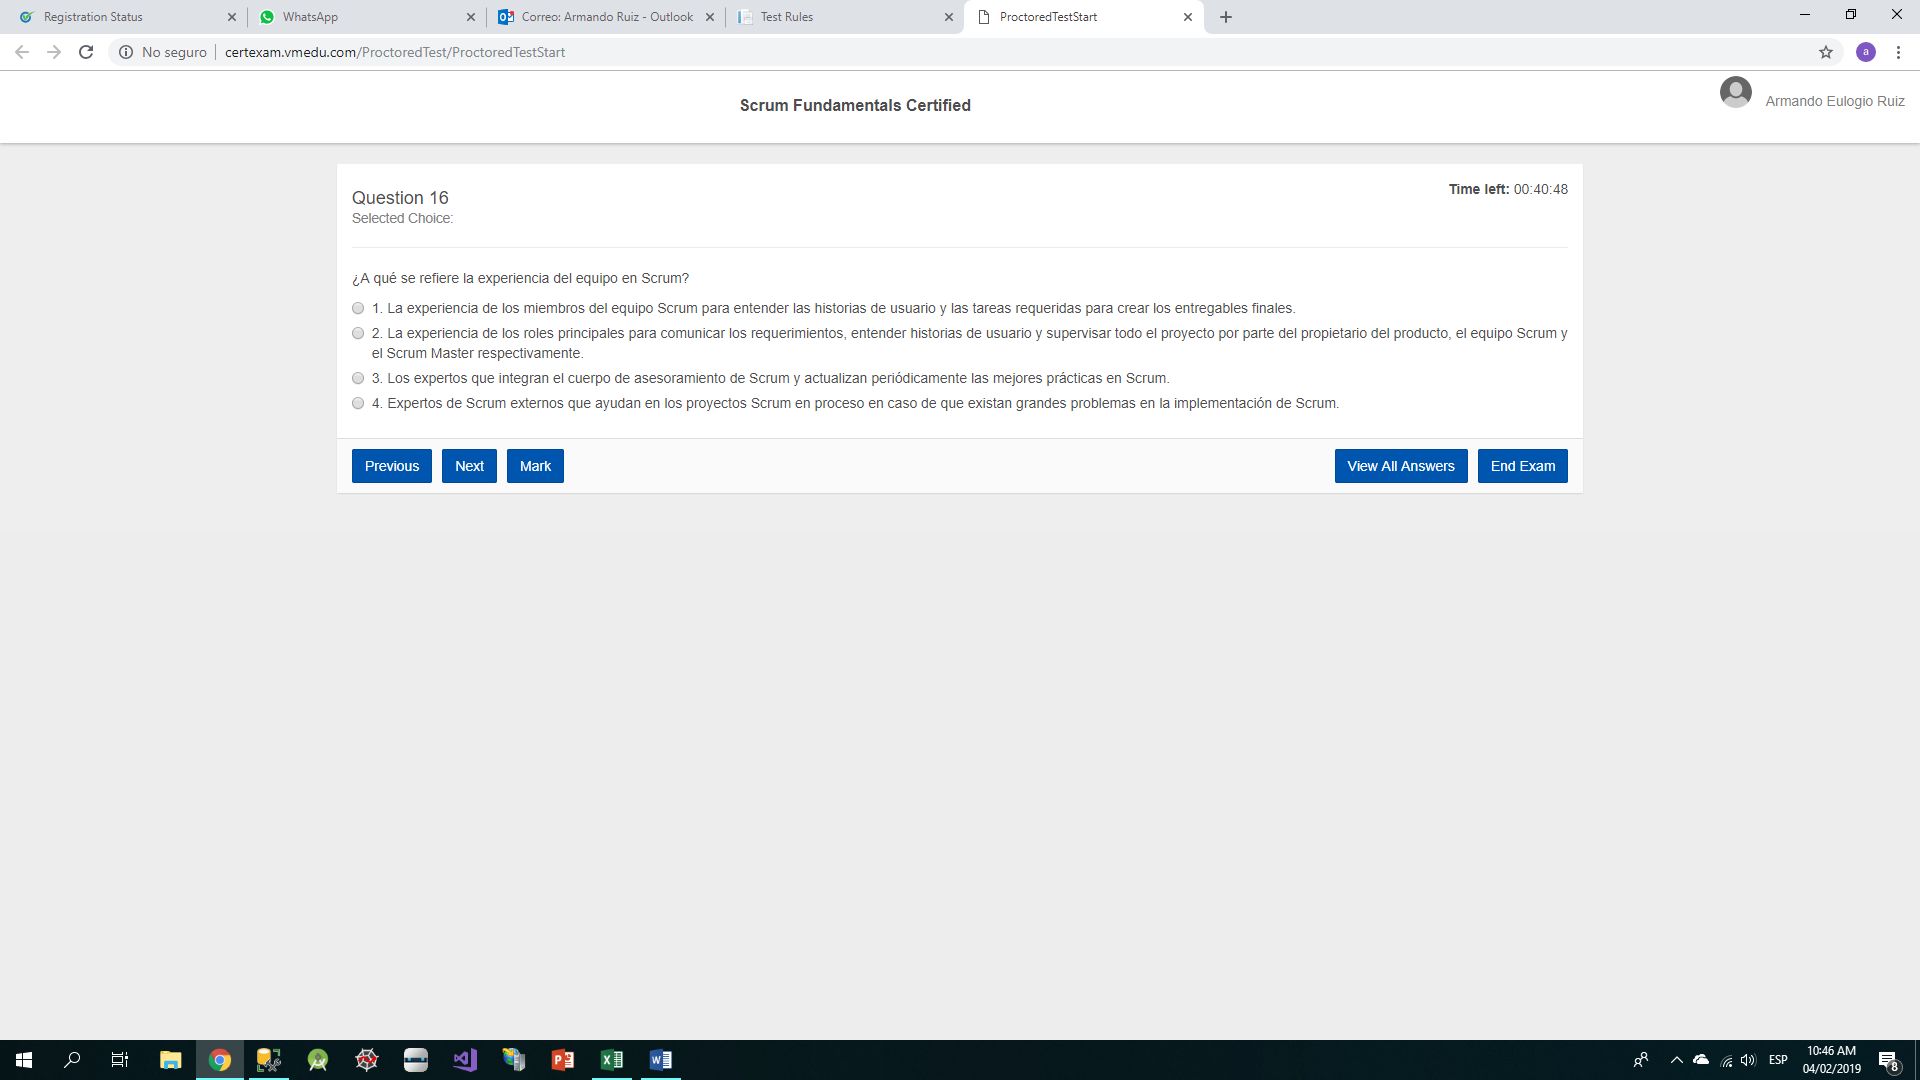 Registration Status
WhatsApp
Correo: Armando Ruiz - Outlook
Test Rules
ProctoredTestStart
No seguro
certexam.vmedu.com/ProctoredTest/ProctoredTestStart
a
Scrum Fundamentals Certified
Armando Eulogio Ruiz
Question 16
Time left: 00:40:48
Selected Choice:
¿A qué se refiere la experiencia del equipo en Scrum?
1. La experiencia de los miembros del equipo Scrum para entender las historias de usuario y las tareas requeridas para crear los entregables finales.
2. La experiencia de los roles principales para comunicar los requerimientos, entender historias de usuario y supervisar todo el proyecto por parte del propietario del producto, el equipo Scrum y
el Scrum Master respectivamente.
3. Los expertos que integran el cuerpo de asesoramiento de Scrum y actualizan periódicamente las mejores prácticas en Scrum.
4. Expertos de Scrum externos que ayudan en los proyectos Scrum en proceso en caso de que existan grandes problemas en la implementación de Scrum.
Previous
Next
Mark
View All Answers
End Exam
ESP
10:46 AM
04/02/2019
8